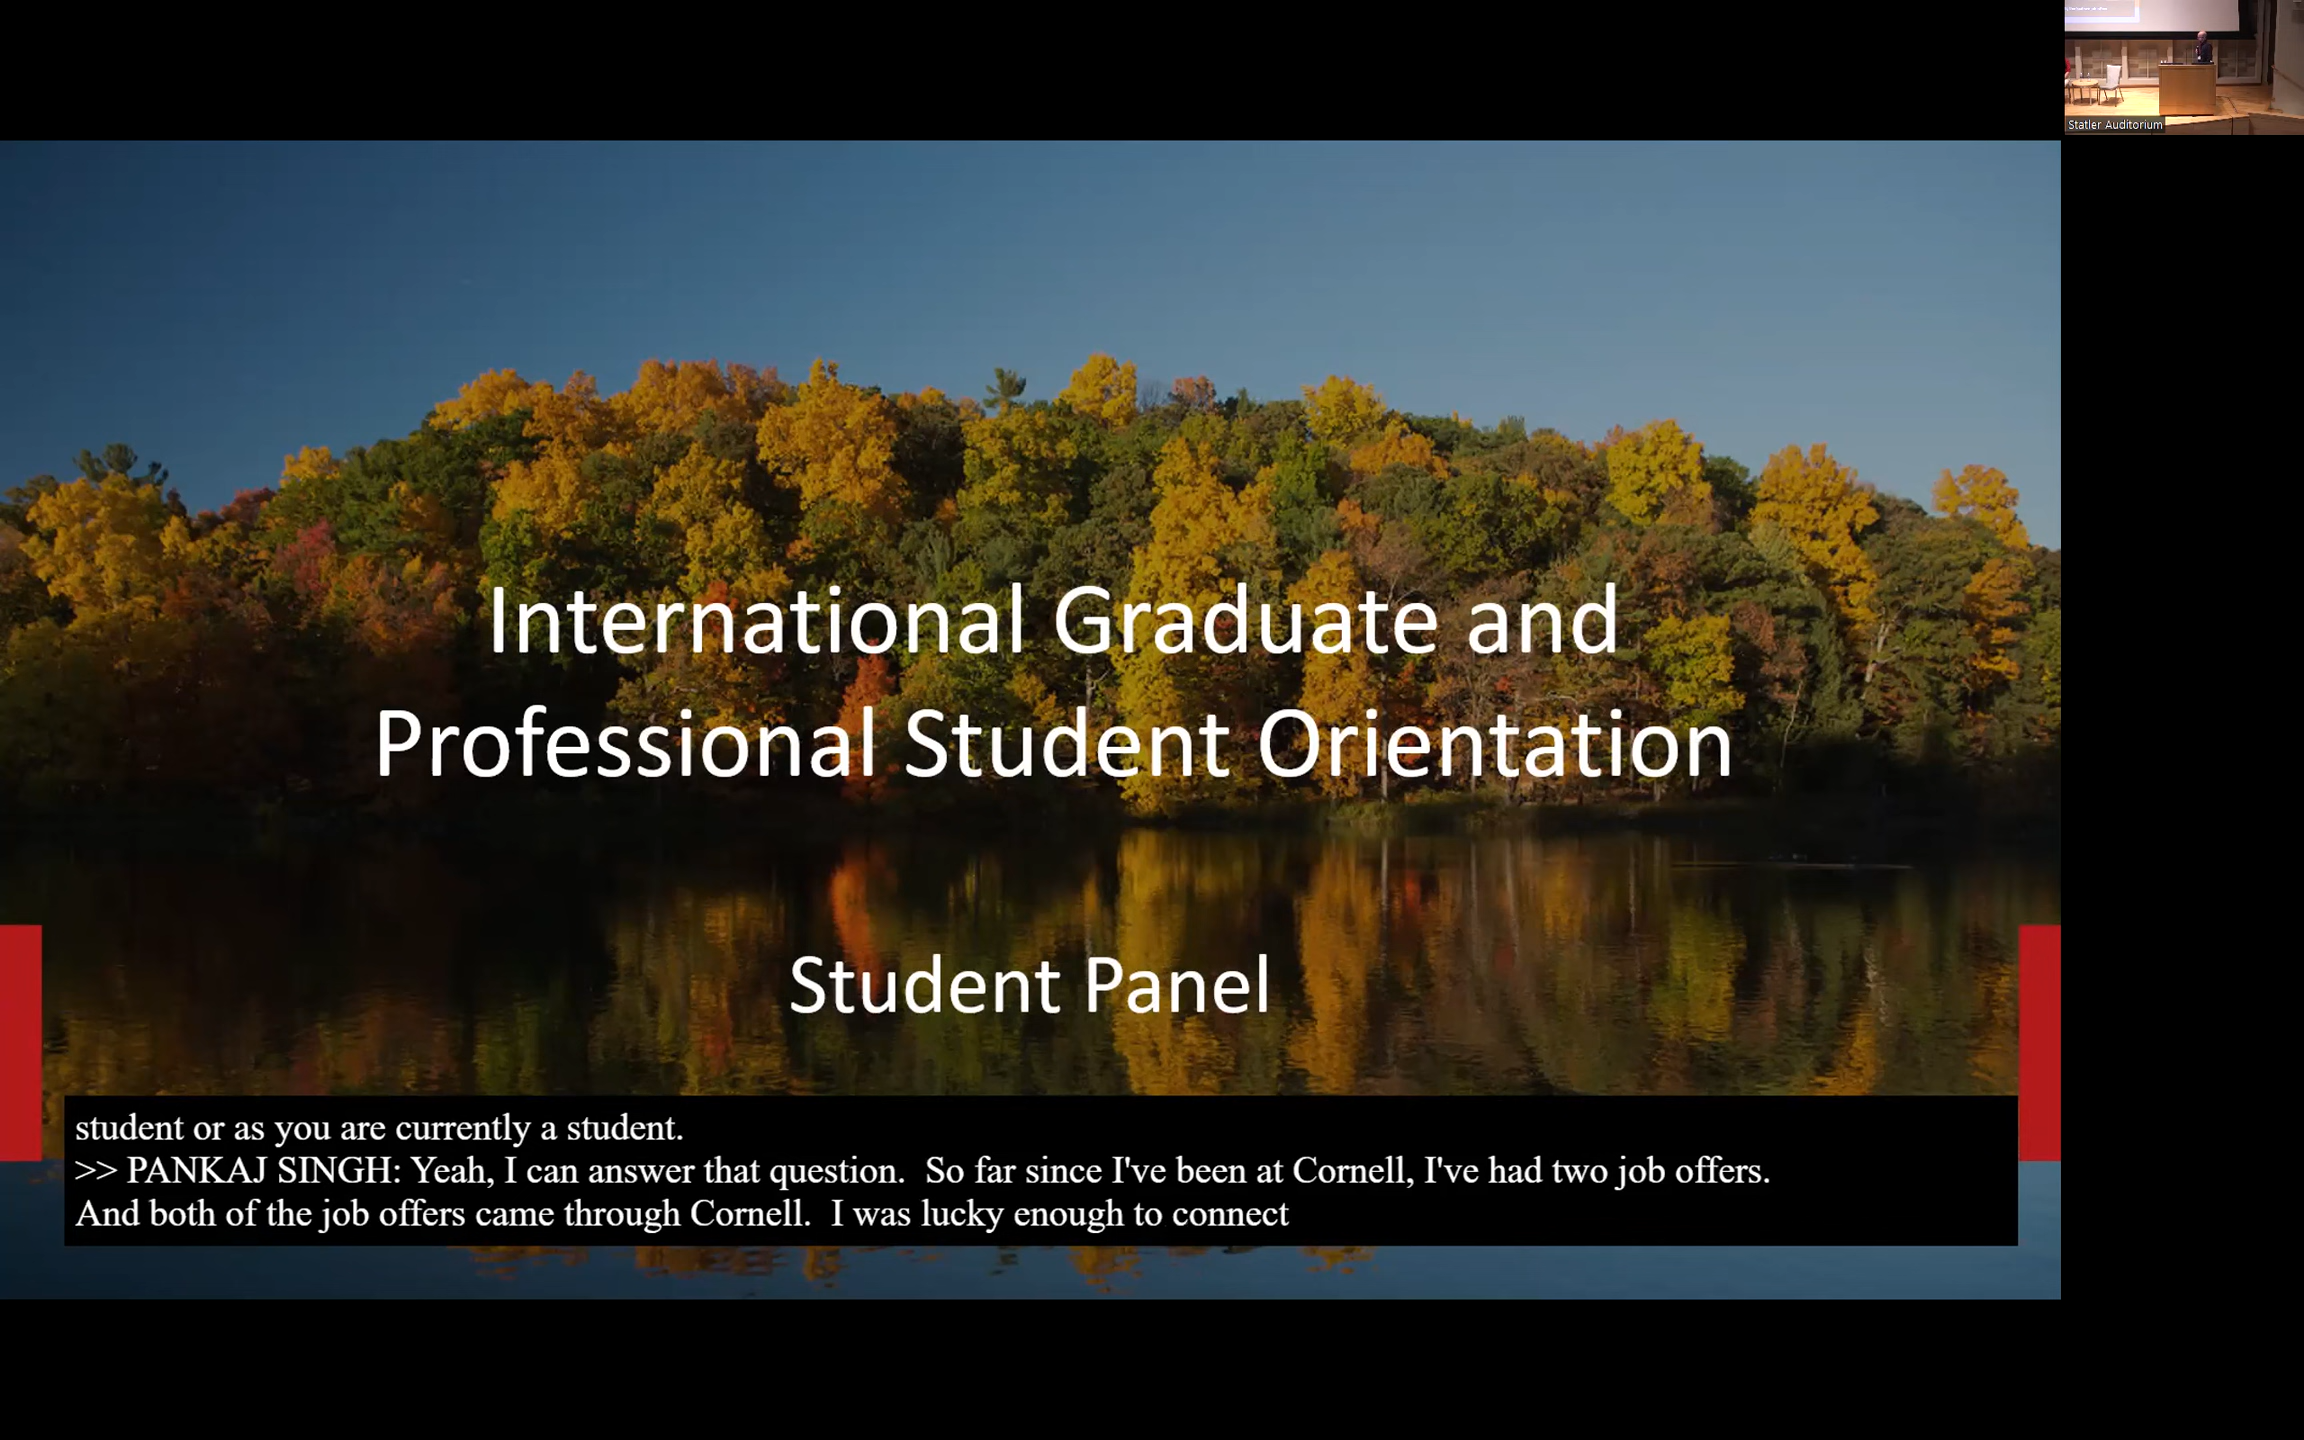 Statler Auditorium
International Graduate and
Professional Student Orientation
Student Panel
student or as you are currently a student.
>> PANKAJ SINGH: Yeah, I can answer that question.  So far since I've been at Cornell, I've had two job offers.
And both of the job offers came through Cornell.  I was lucky enough to connect